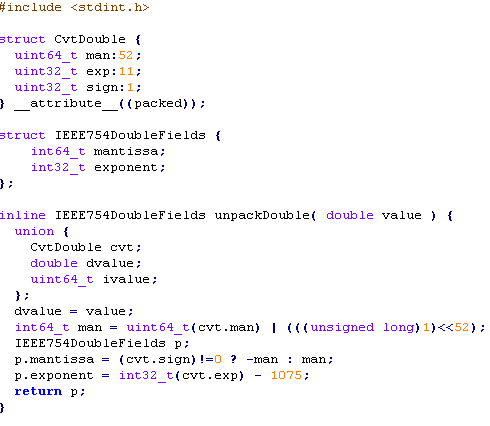 #include <stdint.h>

struct CvtDouble {
  uint64_t man:52;
  uint32_t exp:11;
  uint32_t sign:1;
} __attribute__((packed));

struct IEEE754DoubleFields {
    int64_t mantissa;
    int32_t exponent;
};

inline IEEE754DoubleFields unpackDouble( double value ) {
  union {
    CvtDouble cvt;
    double dvalue;
    uint64_t ivalue;
  };
  dvalue = value;
  int64_t man = uint64_t(cvt.man) | (((unsigned long)1)<<52);
  IEEE754DoubleFields p;
  p.mantissa = (cvt.sign)!=0 ? -man : man;
  p.exponent = int32_t(cvt.exp) - 1075;
  return p;
}